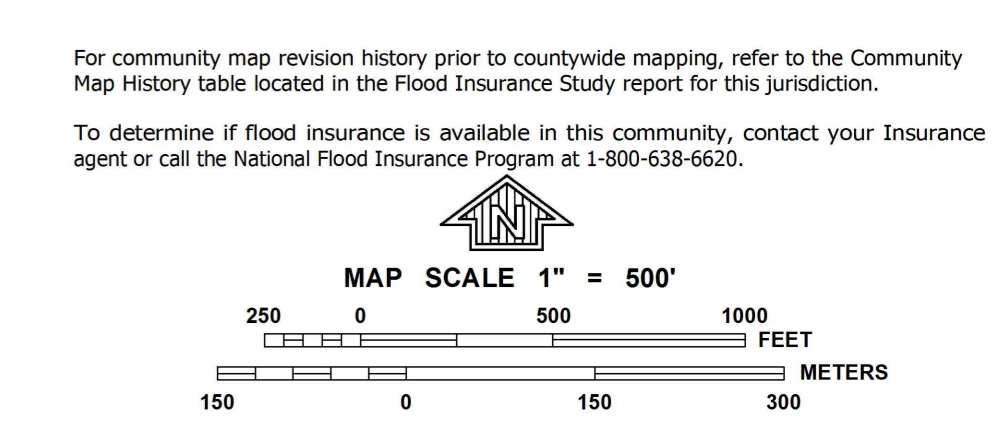 For community map revision history prior to countywide mapping, refer to the Community
Map History table located in the Flood Insurance Study report for this jurisdiction.
To determine if flood insurance is available in this community, contact your Insurance
agent or call the National Flood Insurance Program at 1-800-638-6620.
N
MAP SCALE 1" = 500'
250 0 500 1000
FEET
METERS
150 0 150 300